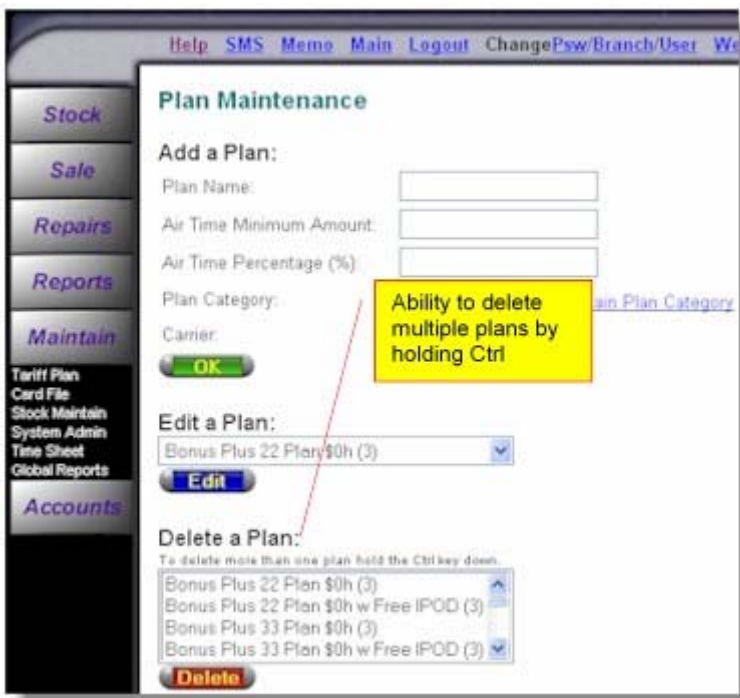 Help SMS Memo Main Logout ChangePsw/Branch/User We
Stock
Sale
Repairs
Reports
Maintain
Tariff Plan
Card File
Stock Maintain
System Admin
Time Sheet
Global Reports
Accounts
Plan Maintenance
Add a Plan:
Plan Name:
Air Time Minimum Amount:
Air Time Percentage (%)
Plan Category: ain Plan Category
Carrier:
Ability to delete
multiple plans by
holding Ctrl
OK
Edit a Plan:
Bonus Plus 22 Plan $0h (3)
Edit
Delete a Plan:
To delete more than one plan hold the Ctrl key down.
Bonus Plus 22 Plan $0h (3)
Bonus Plus 22 Plan $0h w Free IPOD (3)
Bonus Plus 33 Plan $0h (3)
Bonus Plus 33 Plan $0h w Free IPOD (3)
Delete